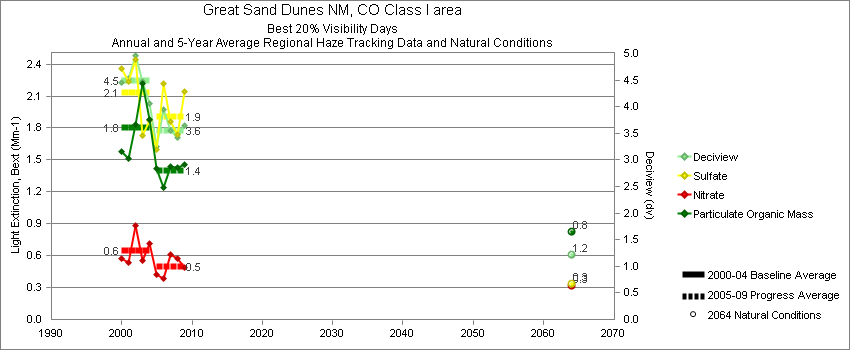 Great Sand Dunes NM, CO Class I area
Best 20% Visibility Days
Annual and 5-Year Average Regional Haze Tracking Data and Natural Conditions
Light Extinction, Bext (Mm-1)
2.4
2.1
1.8
1.5
1.2
0.9
0.6
0.3
0.0
4.5
2.1
1.8
0.6
1.9
3.6
1.4
0.5
0.8
1.2
0.3
0.3
5.0
4.5
4.0
3.5
3.0
2.5
2.0
1.5
1.0
0.5
0.0
Deciview (dv)
1990 2000 2010 2020 2030 2040 2050 2060 2070
Deciview
Sulfate
Nitrate
Particulate Organic Mass
2000-04 Baseline Average
2005-09 Progress Average
2064 Natural Conditions